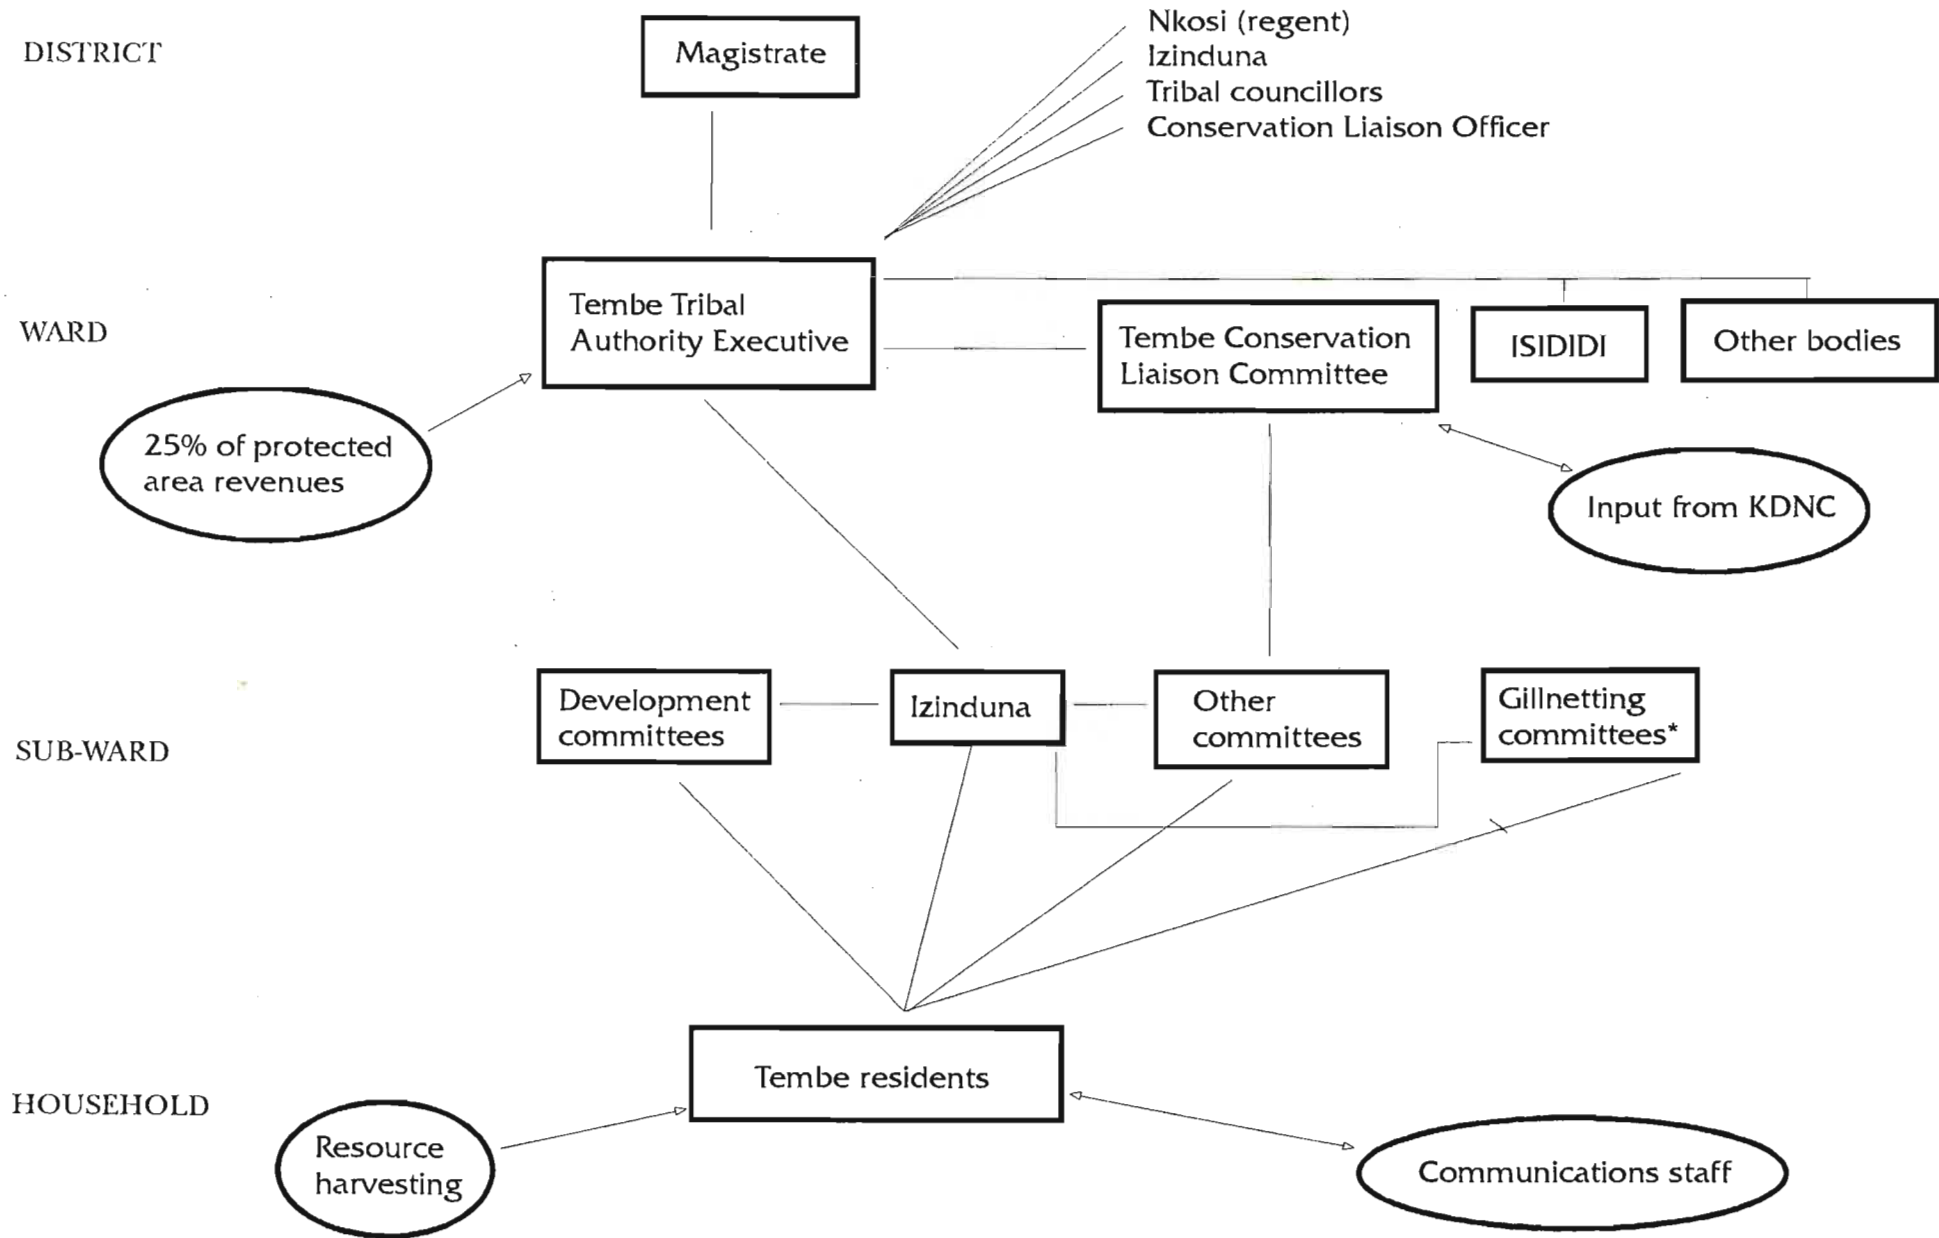 DISTRICT
Magistrate
Nkosi (regent)
Izinduna
Tribal councillors
Conservation Liaison Officer
WARD
Tembe Tribal
Authority Executive
Tembe Conservation
Liaison Committee
ISIDIDI
Other bodies
25% of protected
area revenues
Input from KDNC
SUB-WARD
Development
committees
Izinduna
Other
committees
Gillnetting
committees*
HOUSEHOLD
Tembe residents
Resource
harvesting
Communications staff